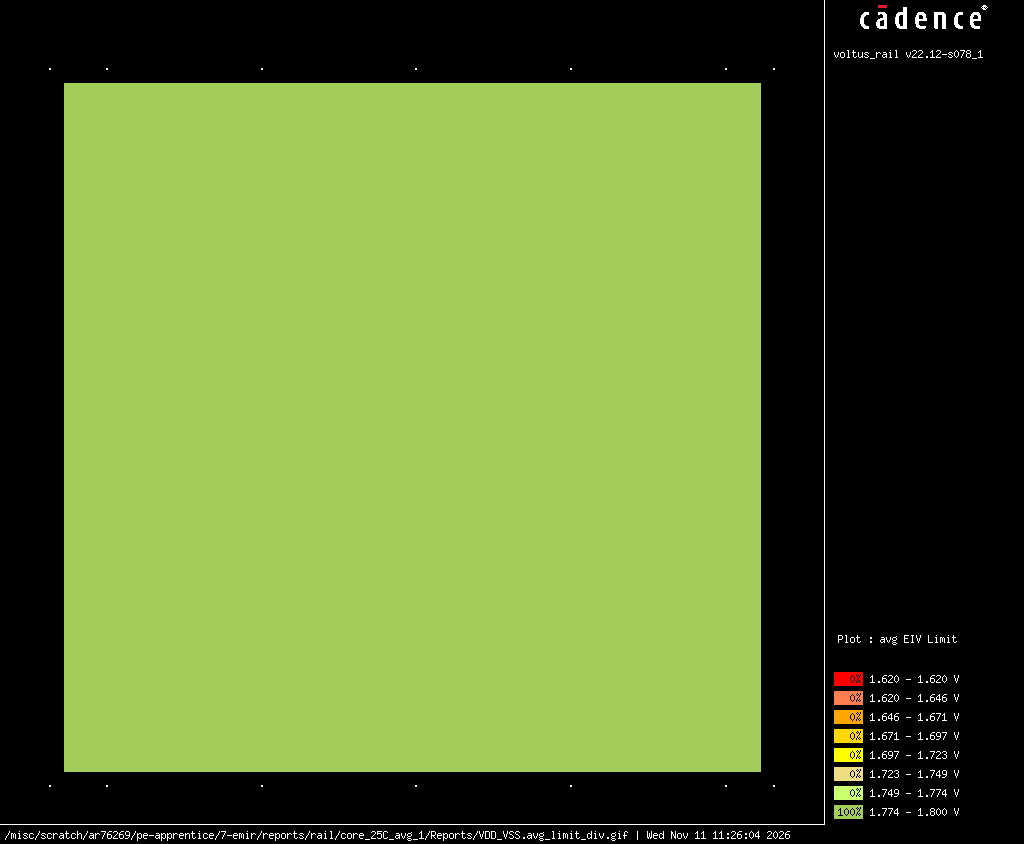 cādence®
voltus_rail v22.12-s078_1
Plot : avg EIV Limit
0% 1.620 - 1.620 V
0% 1.620 - 1.646 V
0% 1.646 - 1.671 V
0% 1.671 - 1.697 V
0% 1.697 - 1.723 V
0% 1.723 - 1.749 V
0% 1.749 - 1.774 V
100% 1.774 - 1.800 V
/misc/scratch/ar76269/pe-apprentice/7-emir/reports/rail/core_25C_avg_1/Reports/VDD_VSS.avg_limit_div.gif | Wed Nov 11 11:26:04 2026